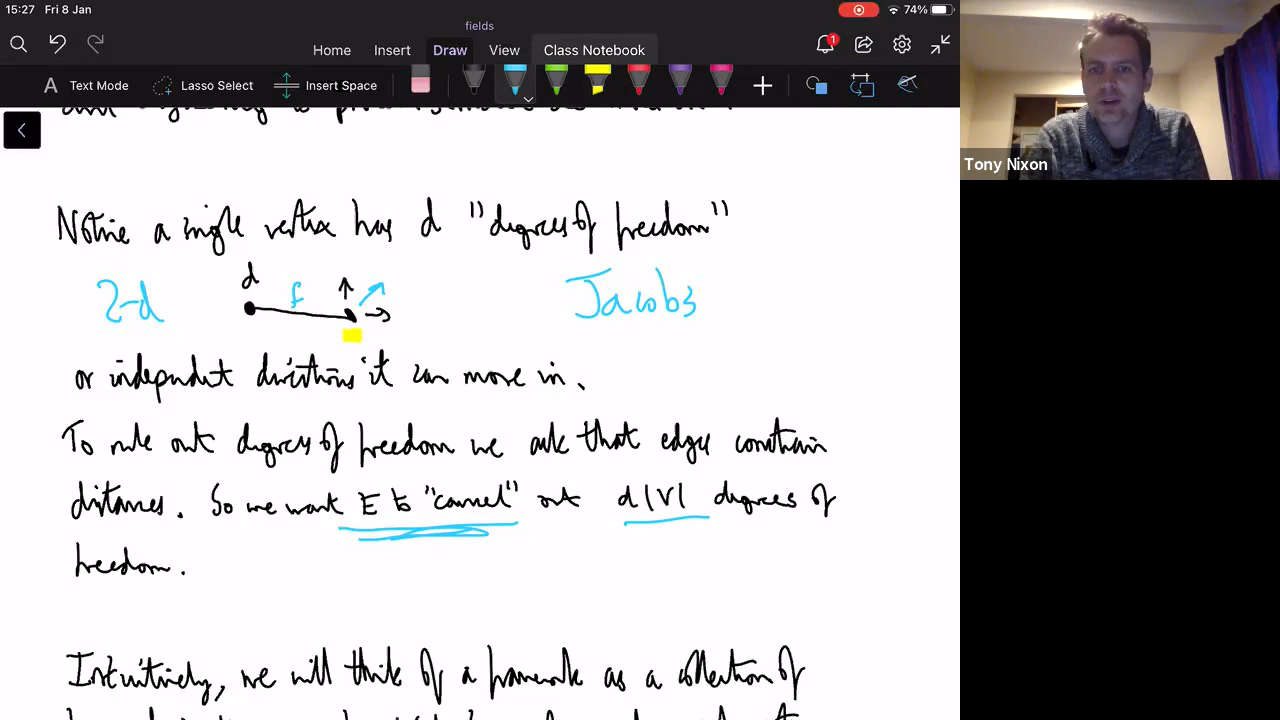 15:27 Fri 8 Jan
74%
fields
Home Insert Draw View Class Notebook
1
A Text Mode Lasso Select Insert Space
Tony Nixon
Notice a single vertex has d "degrees of freedom"
d
2-d f Jacobs
or independent directions it can move in.
To rule out degrees of freedom we ask that edges constrain
distances. So we want E to "cancel" out d|V| degrees of
freedom.
Intuitively, we will think of a framework as a collection of